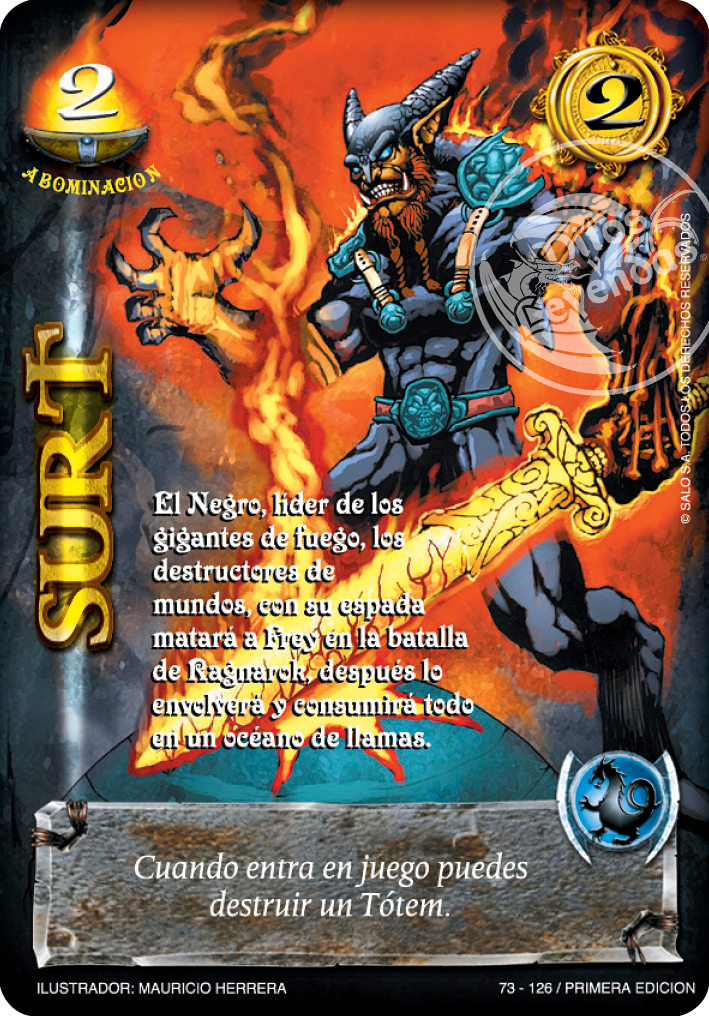 2
ABOMINACION
2
Mitos
y
Leyendas
®
© SALO S.A. TODOS LOS DERECHOS RESERVADOS
SURT
El Negro, líder de los
gigantes de fuego, los
destructores de
mundos, con su espada
matará a Frey en la batalla
de Ragnarok, después lo
envolverá y consumirá todo
en un océano de llamas.
Cuando entra en juego puedes
destruir un Tótem.
ILUSTRADOR: MAURICIO HERRERA
73 - 126 / PRIMERA EDICION